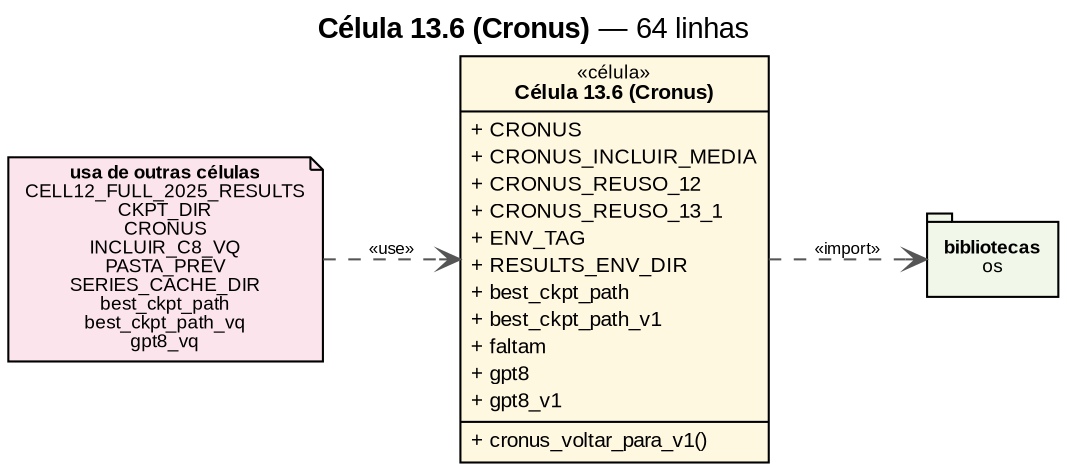 Célula 13.6 (Cronus) — 64 linhas
usa de outras células
CELL12_FULL_2025_RESULTS
CKPT_DIR
CRONUS
INCLUIR_C8_VQ
PASTA_PREV
SERIES_CACHE_DIR
best_ckpt_path
best_ckpt_path_vq
gpt8_vq
«use»
«célula»
Célula 13.6 (Cronus)
+ CRONUS
+ CRONUS_INCLUIR_MEDIA
+ CRONUS_REUSO_12
+ CRONUS_REUSO_13_1
+ ENV_TAG
+ RESULTS_ENV_DIR
+ best_ckpt_path
+ best_ckpt_path_v1
+ faltam
+ gpt8
+ gpt8_v1
+ cronus_voltar_para_v1()
«import»
bibliotecas
os